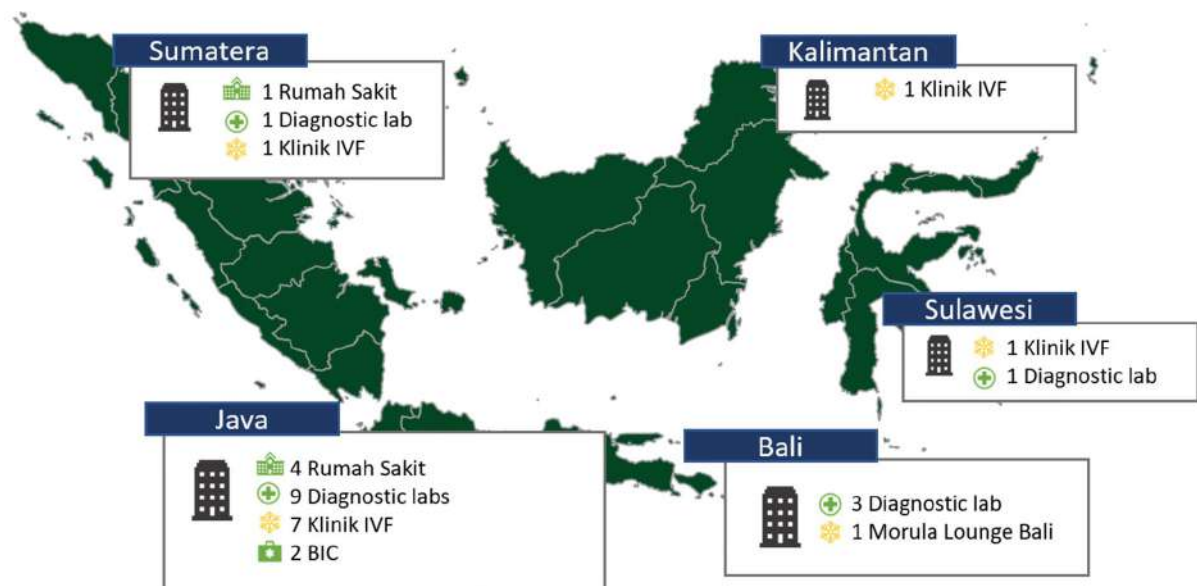 Sumatera
1 Rumah Sakit
1 Diagnostic lab
1 Klinik IVF
Kalimantan
1 Klinik IVF
Sulawesi
1 Klinik IVF
1 Diagnostic lab
Java
4 Rumah Sakit
9 Diagnostic labs
7 Klinik IVF
2 BIC
Bali
3 Diagnostic lab
1 Morula Lounge Bali